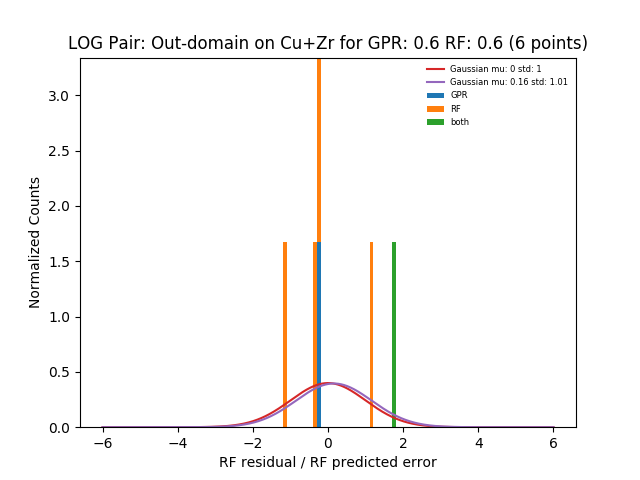 LOG Pair: Out-domain on Cu+Zr for GPR: 0.6 RF: 0.6 (6 points)
Gaussian mu: 0 std: 1
Gaussian mu: 0.16 std: 1.01
GPR
RF
both
Normalized Counts
3.0
2.5
2.0
1.5
1.0
0.5
0.0
−6 −4 −2 0 2 4 6
RF residual / RF predicted error